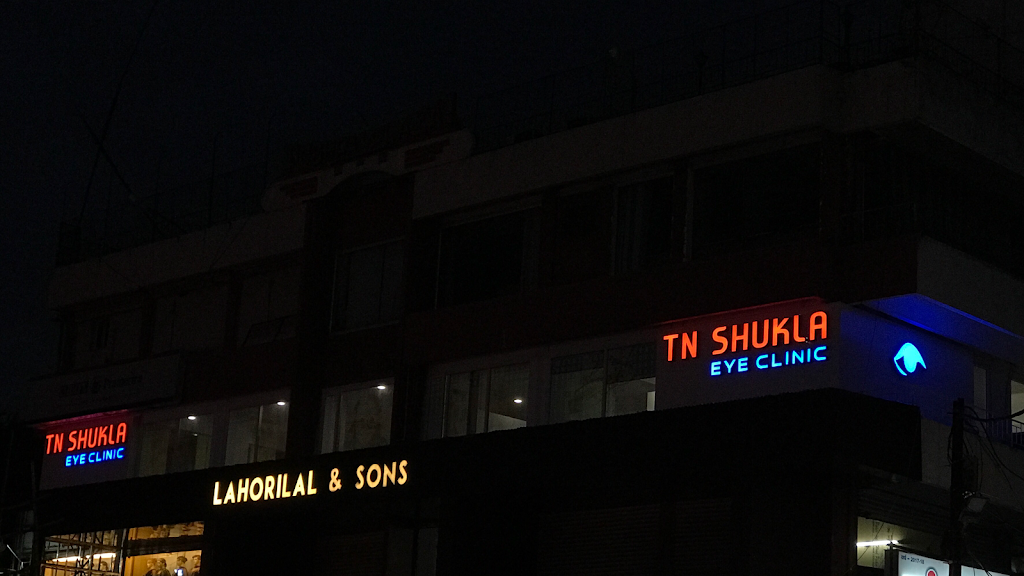 TN SHUKLA
EYE CLINIC
TN SHUKLA
EYE CLINIC
LAHORILAL & SONS